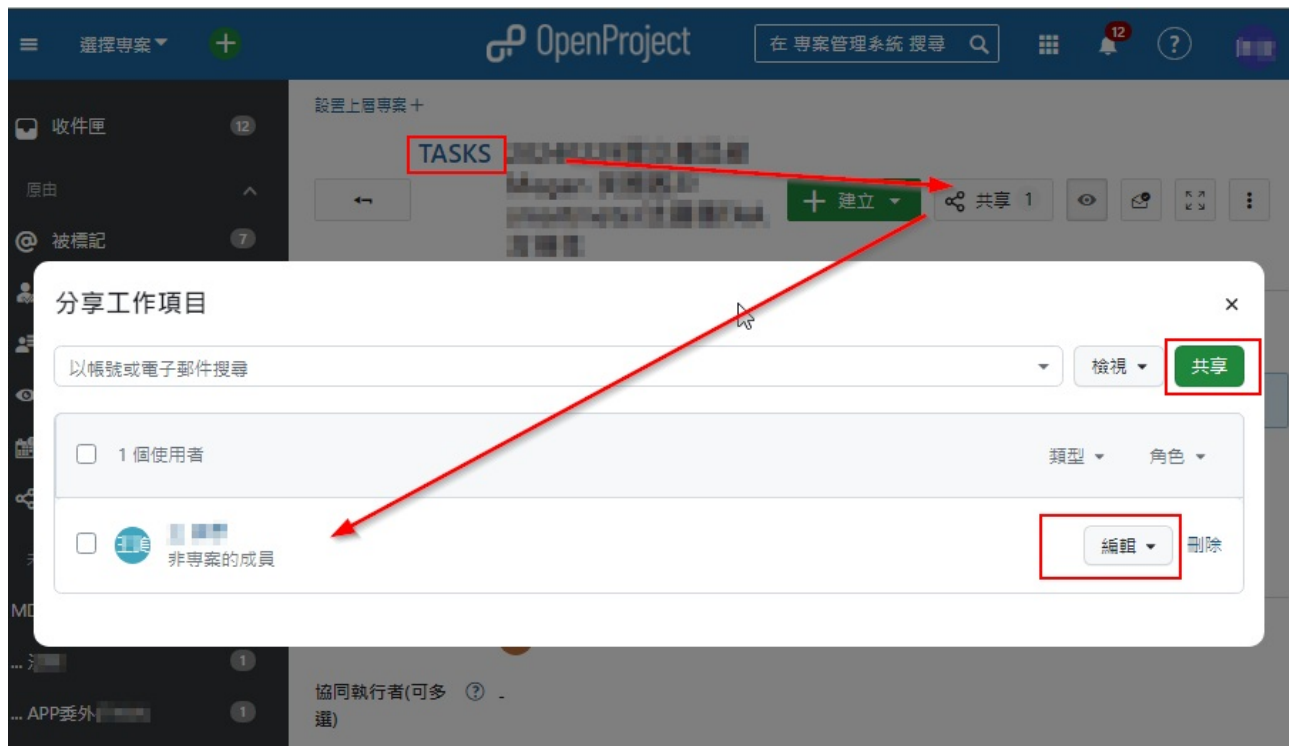 選擇專案
OpenProject
在 專案管理系統 搜尋
12
?
收件匣 12
設置上層專案+
TASKS
原由
建立
共享 1
@ 被標記 7
分享工作項目
×
以帳號或電子郵件搜尋
檢視
共享
1 個使用者
類型
角色
非專案的成員
編輯
刪除
... 1
協同執行者(可多選) ? -
... APP委外 1